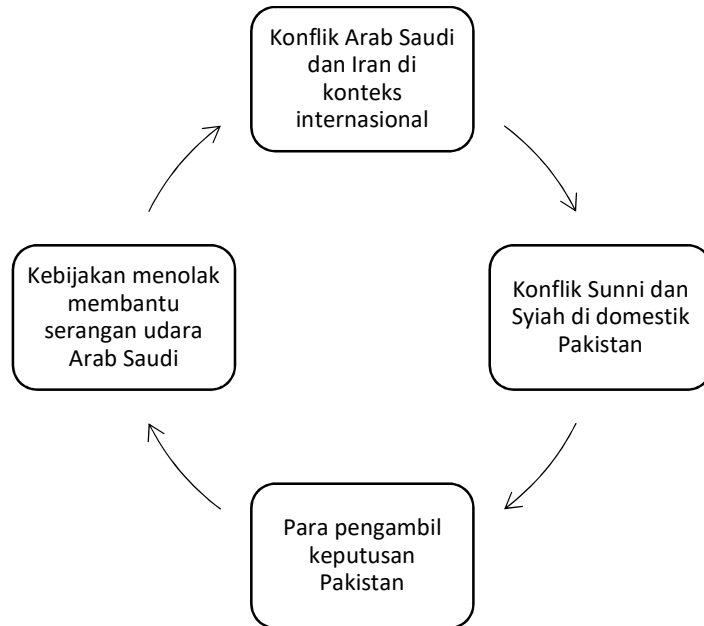 Konflik Arab Saudi
dan Iran di
konteks
internasional
Konflik Sunni dan
Syiah di domestik
Pakistan
Para pengambil
keputusan
Pakistan
Kebijakan menolak
membantu
serangan udara
Arab Saudi